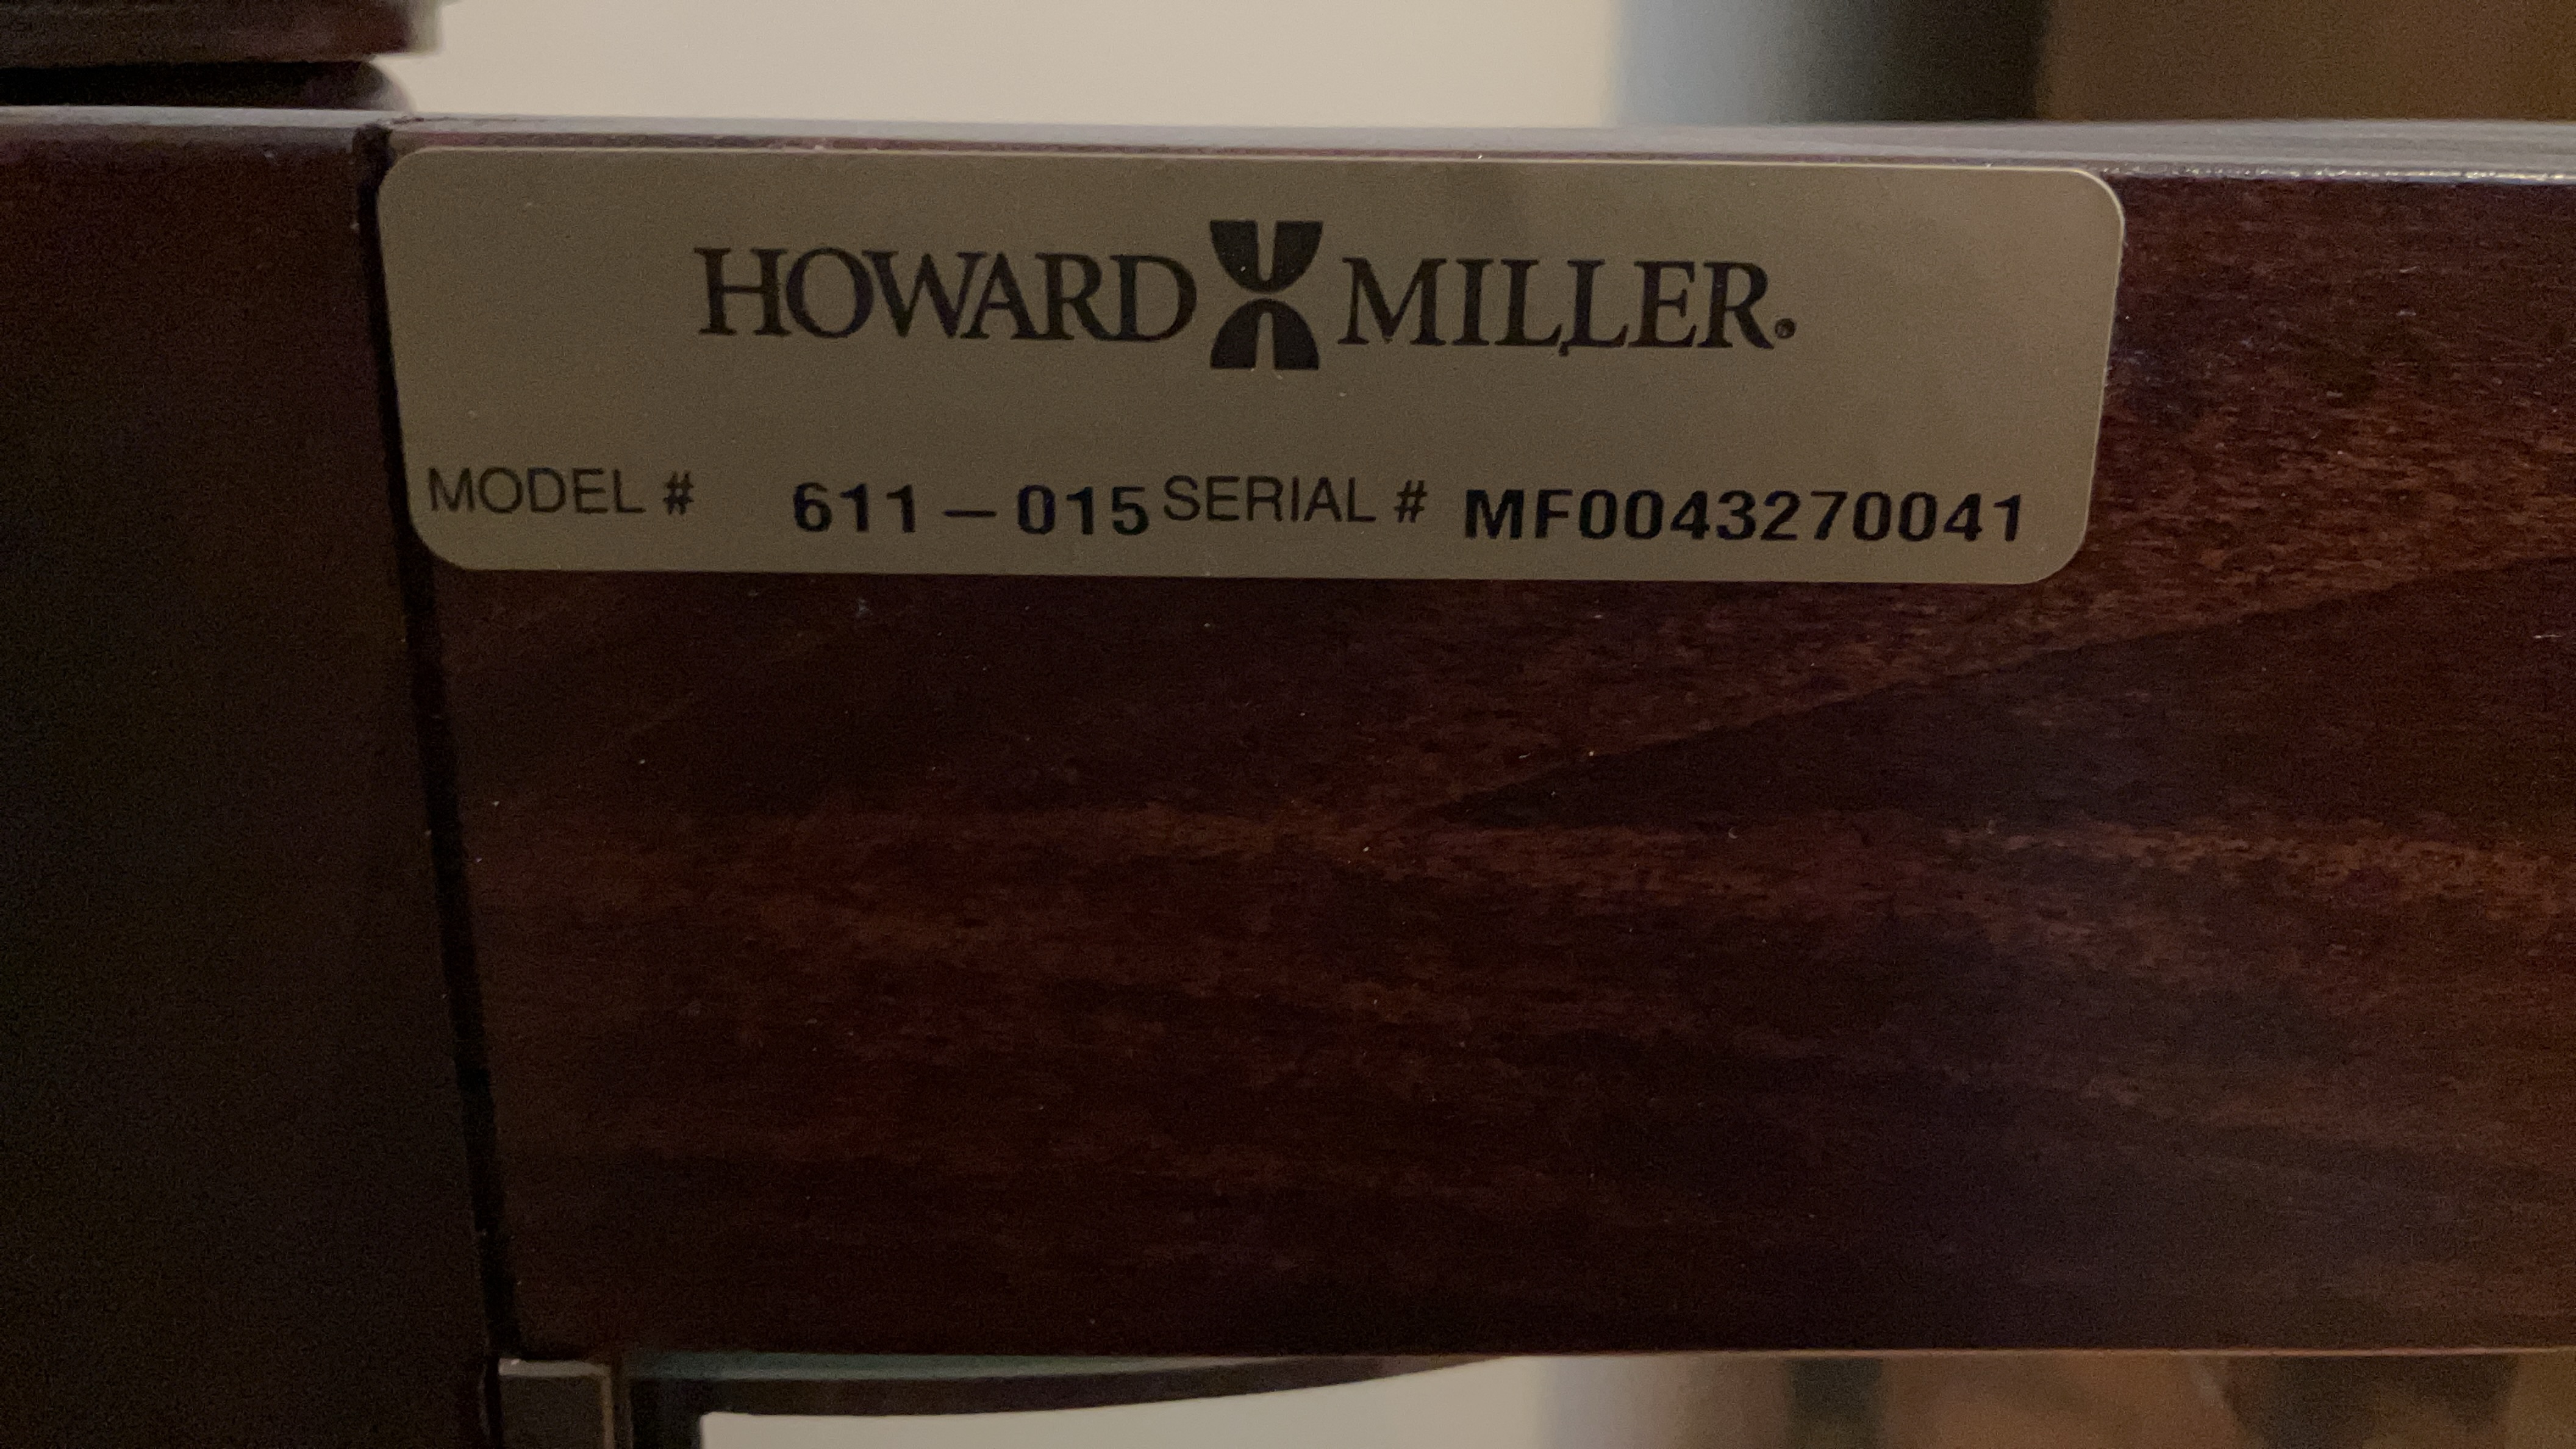 HOWARD MILLER
MODEL # 611-015 SERIAL # MF0043270041